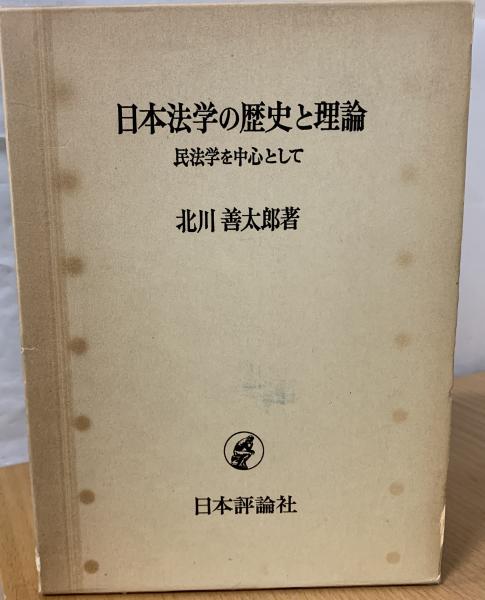 日本法学の歴史と理論
民法学を中心として
北川善太郎著
日本評論社